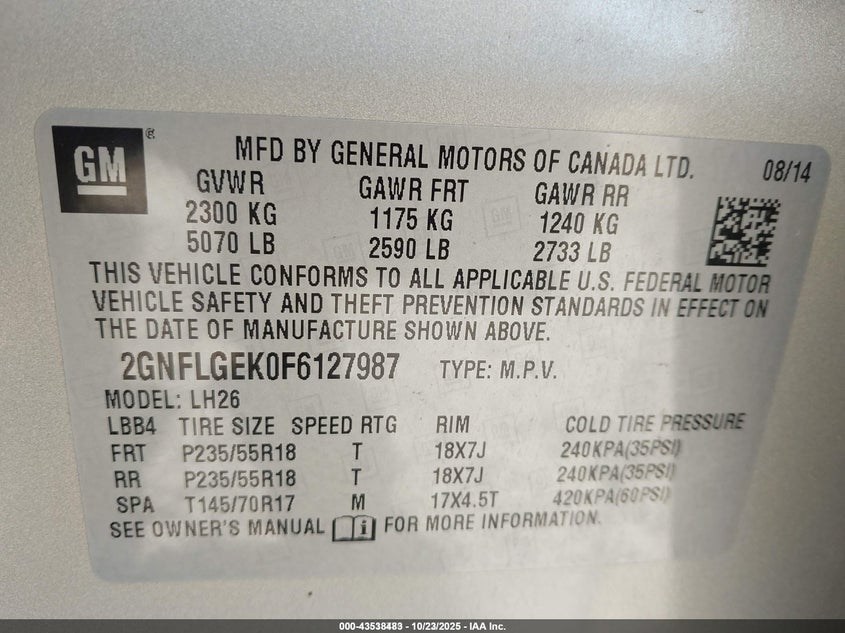 GM
®
MFD BY GENERAL MOTORS OF CANADA LTD. 08/14
GVWR GAWR FRT GAWR RR
2300 KG 1175 KG 1240 KG
5070 LB 2590 LB 2733 LB
THIS VEHICLE CONFORMS TO ALL APPLICABLE U.S. FEDERAL MOTOR
VEHICLE SAFETY AND THEFT PREVENTION STANDARDS IN EFFECT ON
THE DATE OF MANUFACTURE SHOWN ABOVE.
2GNFLGEK0F6127987 TYPE: M.P.V.
MODEL: LH26
LBB4 TIRE SIZE SPEED RTG RIM COLD TIRE PRESSURE
FRT P235/55R18 T 18X7J 240KPA(35PSI)
RR P235/55R18 T 18X7J 240KPA(35PSI)
SPA T145/70R17 M 17X4.5T 420KPA(60PSI)
SEE OWNER'S MANUAL i FOR MORE INFORMATION.
000-43538483 - 10/23/2025 - IAA Inc.